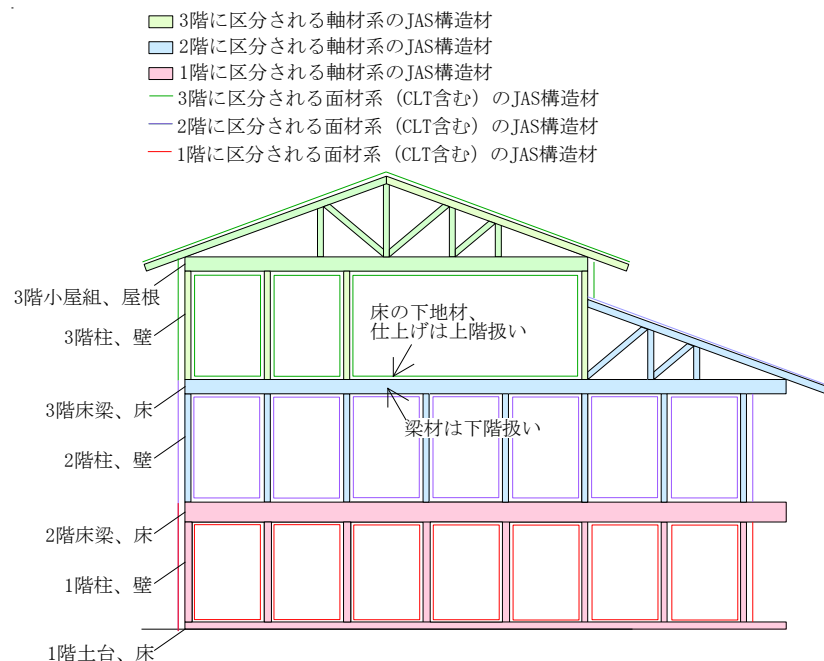 3階に区分される軸材系のJAS構造材
2階に区分される軸材系のJAS構造材
1階に区分される軸材系のJAS構造材
3階に区分される面材系（CLT含む）のJAS構造材
2階に区分される面材系（CLT含む）のJAS構造材
1階に区分される面材系（CLT含む）のJAS構造材
3階小屋組、屋根
床の下地材、
仕上げは上階扱い
3階柱、壁
3階床梁、床
梁材は下階扱い
2階柱、壁
2階床梁、床
1階柱、壁
1階土台、床